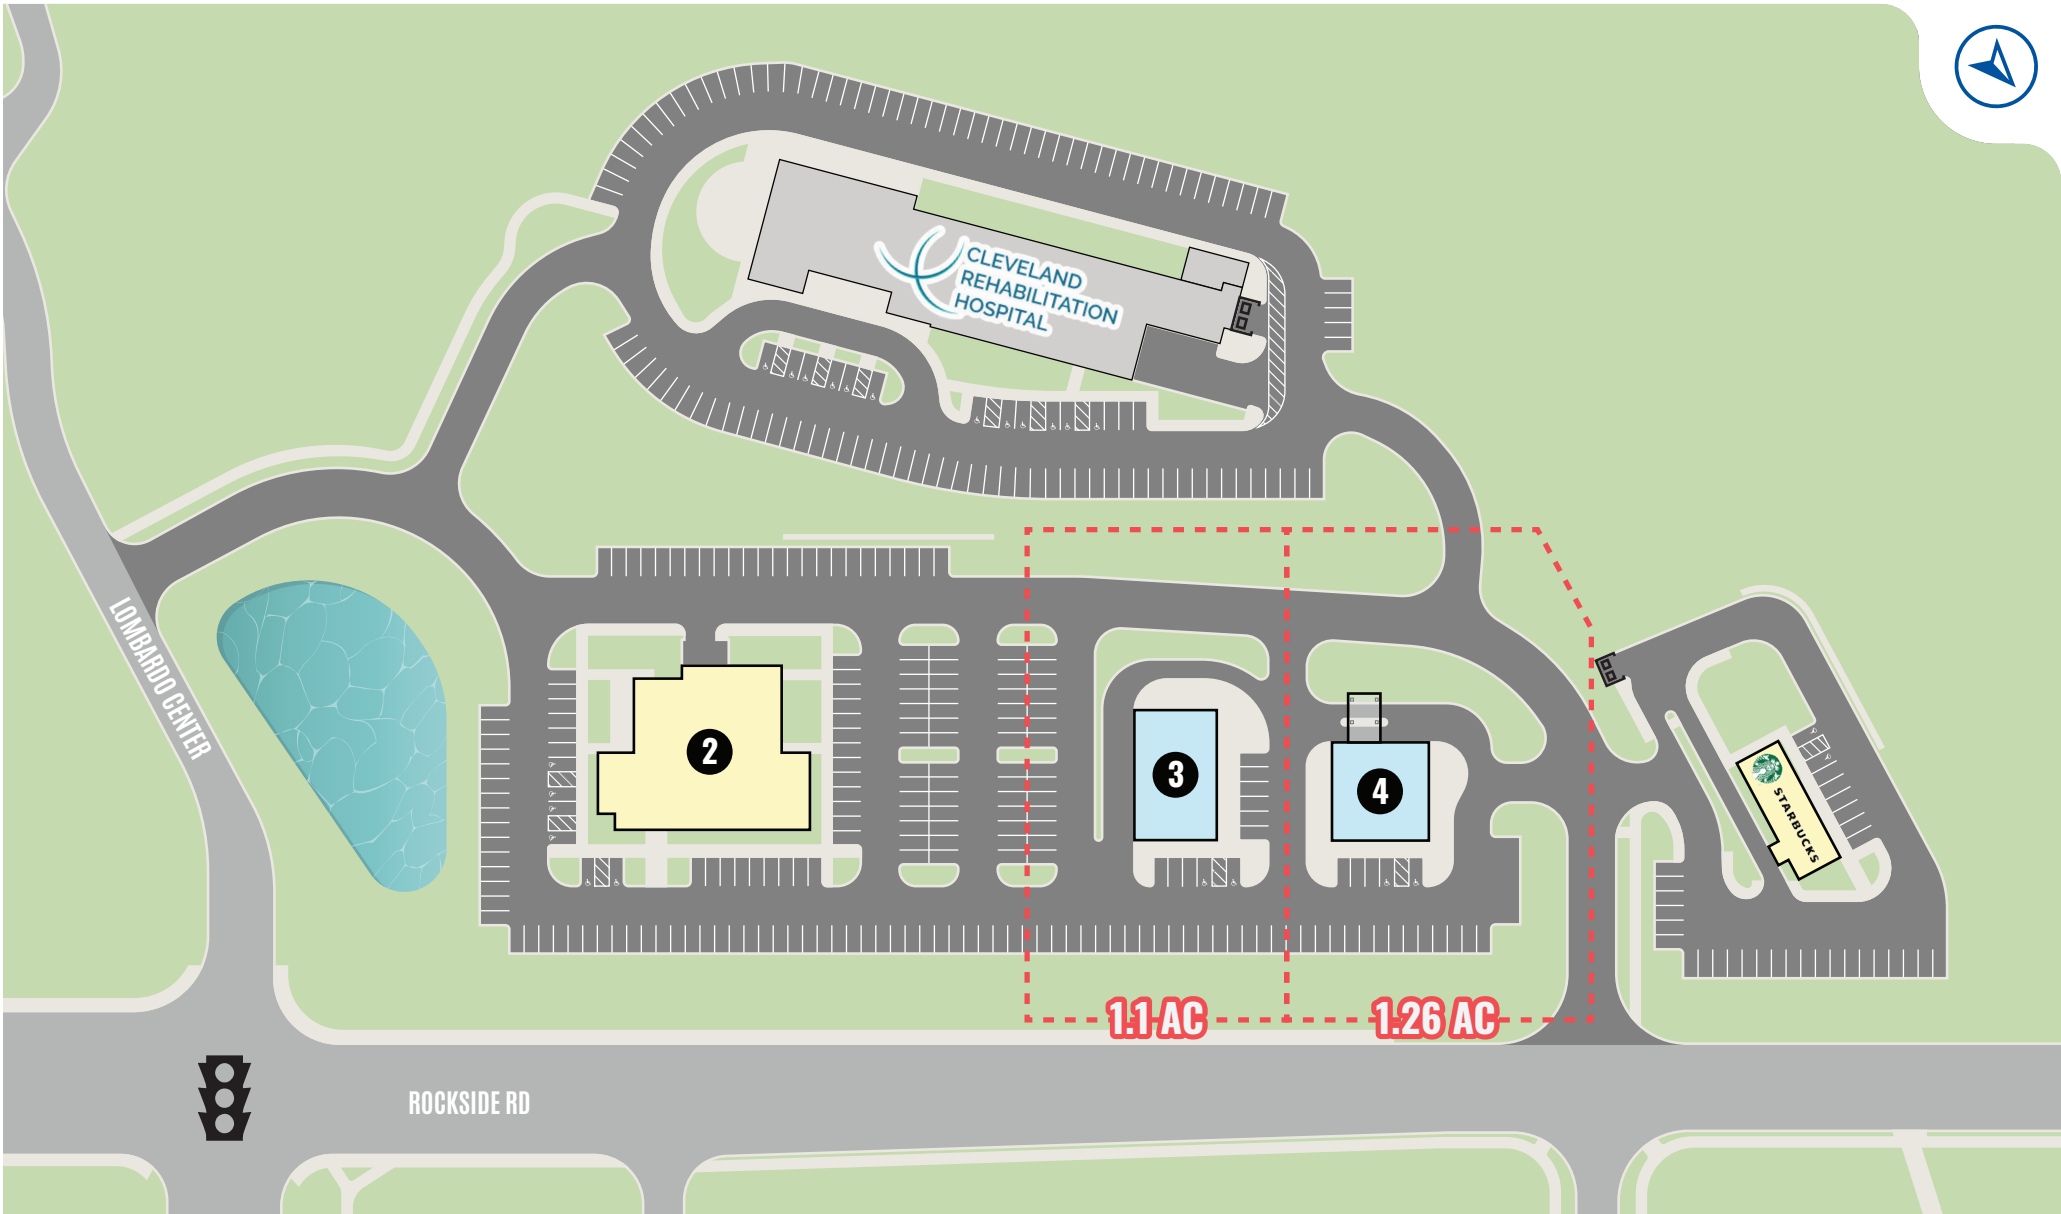 CLEVELAND
REHABILITATION
HOSPITAL
LOMBARDO CENTER
2
3
4
STARBUCKS
1.1 AC
1.26 AC
ROCKSIDE RD